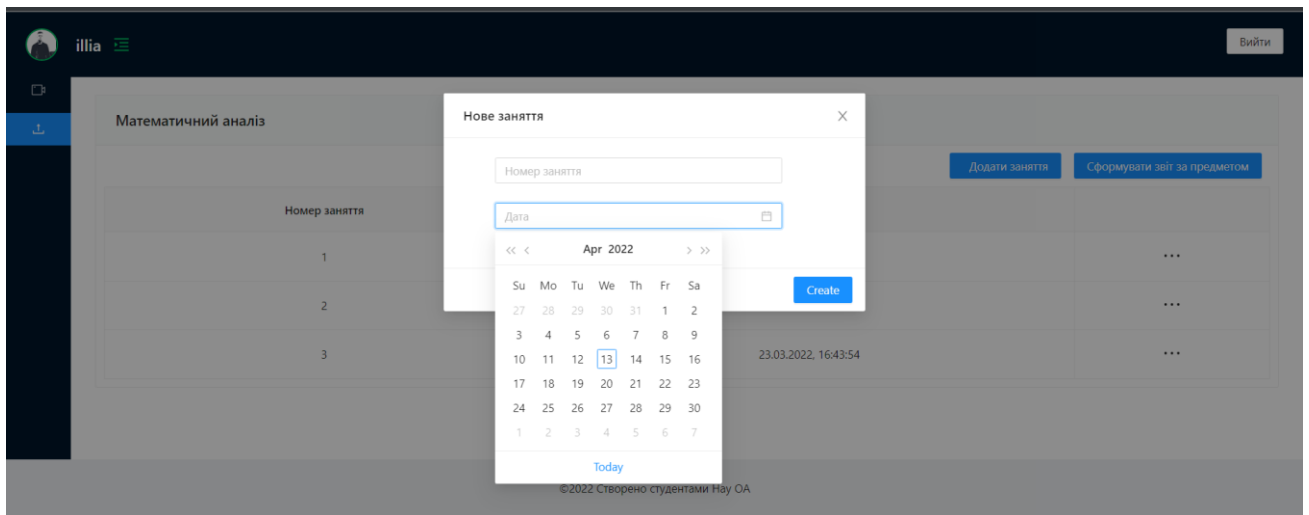 illia
Вийти
Математичний аналіз
Нове заняття
Номер заняття
Дата
Додати заняття
Сформувати звіт за предметом
Номер заняття
1
2
3
23.03.2022, 16:43:54
Apr 2022
Su Mo Tu We Th Fr Sa
27 28 29 30 31 1 2
3 4 5 6 7 8 9
10 11 12 13 14 15 16
17 18 19 20 21 22 23
24 25 26 27 28 29 30
1 2 3 4 5 6 7
Today
Create
©2022 Створено студентами Нау ОА